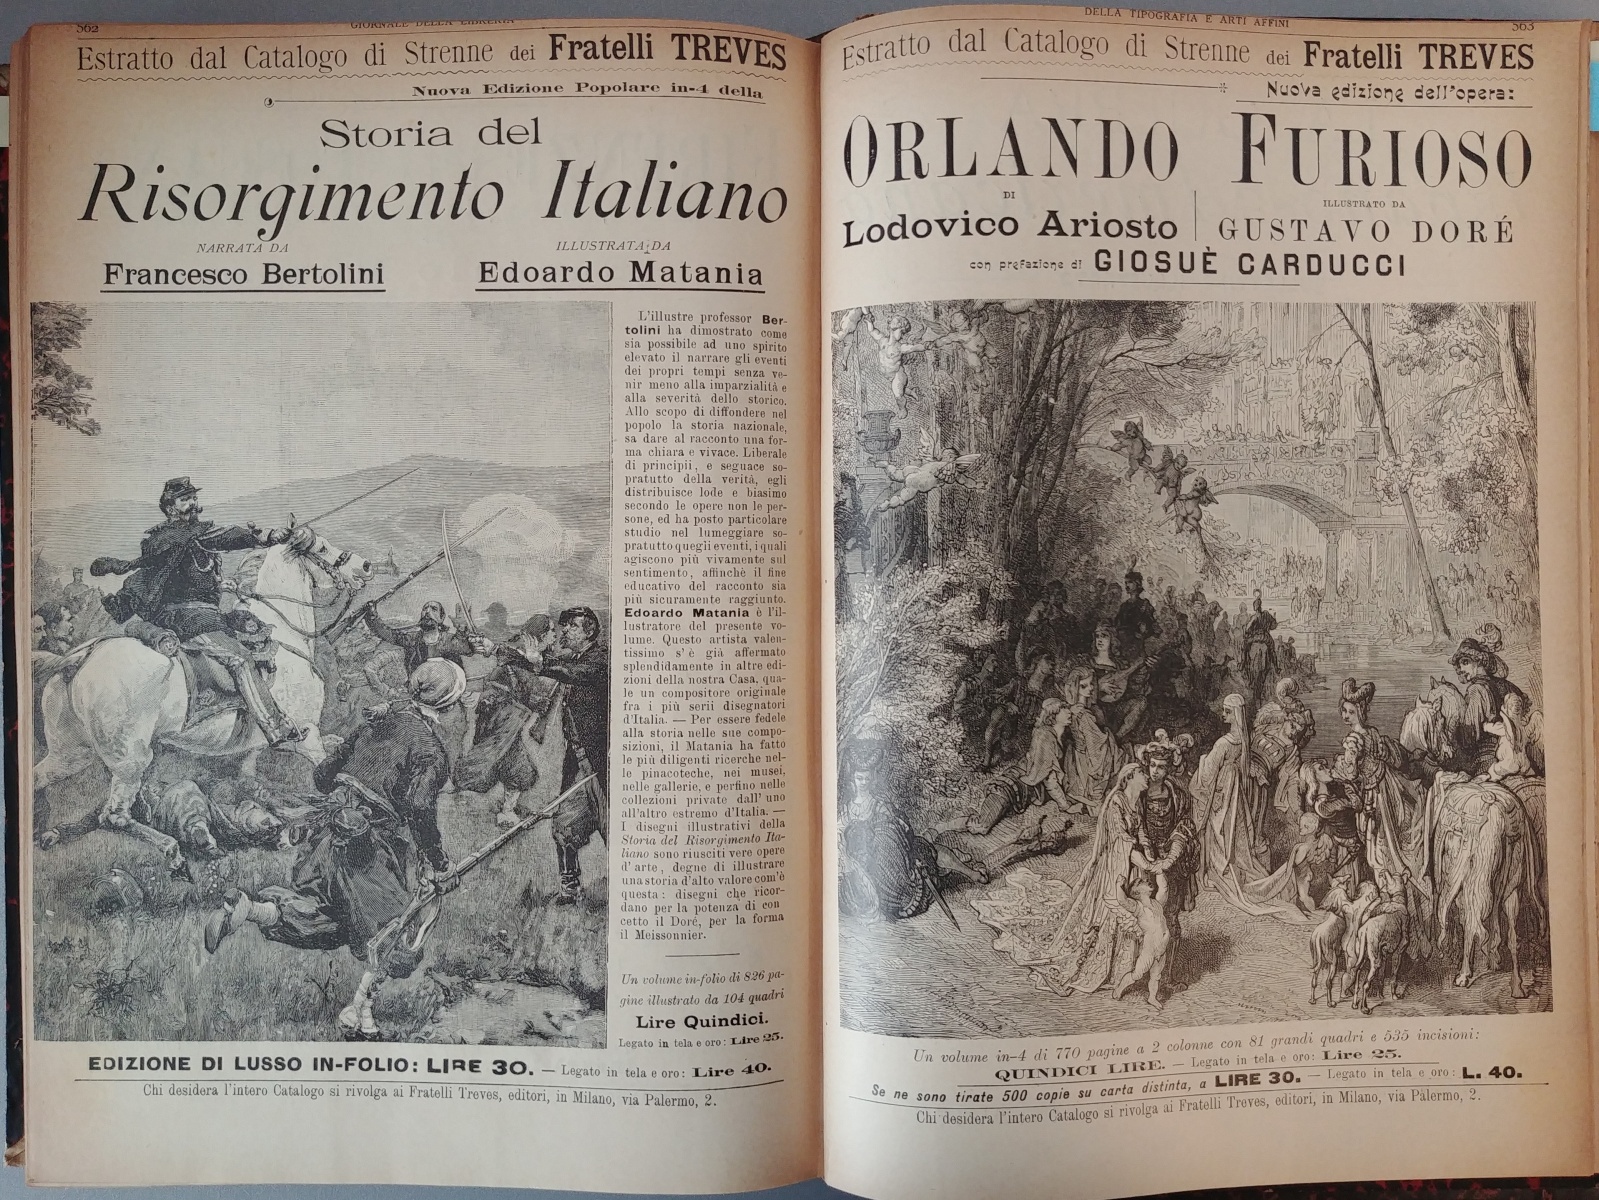 562
GIORNALE DELLA LIBRERIA
Estratto dal Catalogo di Strenne dei Fratelli TREVES
Nuova Edizione Popolare in-4 della
Storia del
Risorgimento Italiano
NARRATA DA
Francesco Bertolini
ILLUSTRATA DA
Edoardo Matania
L'illustre professor Ber-
tolini ha dimostrato come
sia possibile ad uno spirito
elevato il narrare gli eventi
dei propri tempi senza ve-
nir meno alla imparzialità e
alla severità dello storico.
Allo scopo di diffondere nel
popolo la storia nazionale,
sa dare al racconto una for-
ma chiara e vivace. Liberale
di principii, e seguace so-
pratutto della verità, egli
distribuisce lode e biasimo
secondo le opere non le per-
sone, ed ha posto particolare
studio nel lumeggiare so-
pratutto quegli eventi, i quali
agiscono più vivamente sul
sentimento, affinchè il fine
educativo del racconto sia
più sicuramente raggiunto.
Edoardo Matania è l'il-
lustratore del presente vo-
lume. Questo artista valen-
tissimo s'è già affermato
splendidamente in altre edi-
zioni della nostra Casa, qua-
le un compositore originale
fra i più serii disegnatori
d'Italia. — Per essere fedele
alla storia nelle sue compo-
sizioni, il Matania ha fatto
le più diligenti ricerche nel-
le pinacoteche, nei musei,
nelle gallerie, e perfino nelle
collezioni private dall'uno
all'altro estremo d'Italia. —
I disegni illustrativi della
Storia del Risorgimento Ita-
liano sono riusciti vere opere
d'arte, degne di illustrare
una storia d'alto valore com'è
questa: disegni che ricor-
dano per la potenza di con
cetto il Doré, per la forma
il Meissonnier.
Un volume in-folio di 826 pa-
gine illustrato da 104 quadri
Lire Quindici.
Legato in tela e oro: Lire 25.
EDIZIONE DI LUSSO IN-FOLIO: LIRE 30. — Legato in tela e oro: Lire 40.
Chi desidera l'intero Catalogo si rivolga ai Fratelli Treves, editori, in Milano, via Palermo, 2.
DELLA TIPOGRAFIA E ARTI AFFINI
563
Estratto dal Catalogo di Strenne dei Fratelli TREVES
Nuova edizione dell'opera:
ORLANDO FURIOSO
DI
Lodovico Ariosto
ILLUSTRATO DA
GUSTAVO DORÉ
con prefazione di GIOSUÈ CARDUCCI
Un volume in-4 di 770 pagine a 2 colonne con 81 grandi quadri e 535 incisioni:
QUINDICI LIRE. — Legato in tela e oro: Lire 25.
Se ne sono tirate 500 copie su carta distinta, a LIRE 30. — Legato in tela e oro: L. 40.
Chi desidera l'intero Catalogo si rivolga ai Fratelli Treves, editori, in Milano, via Palermo, 2.